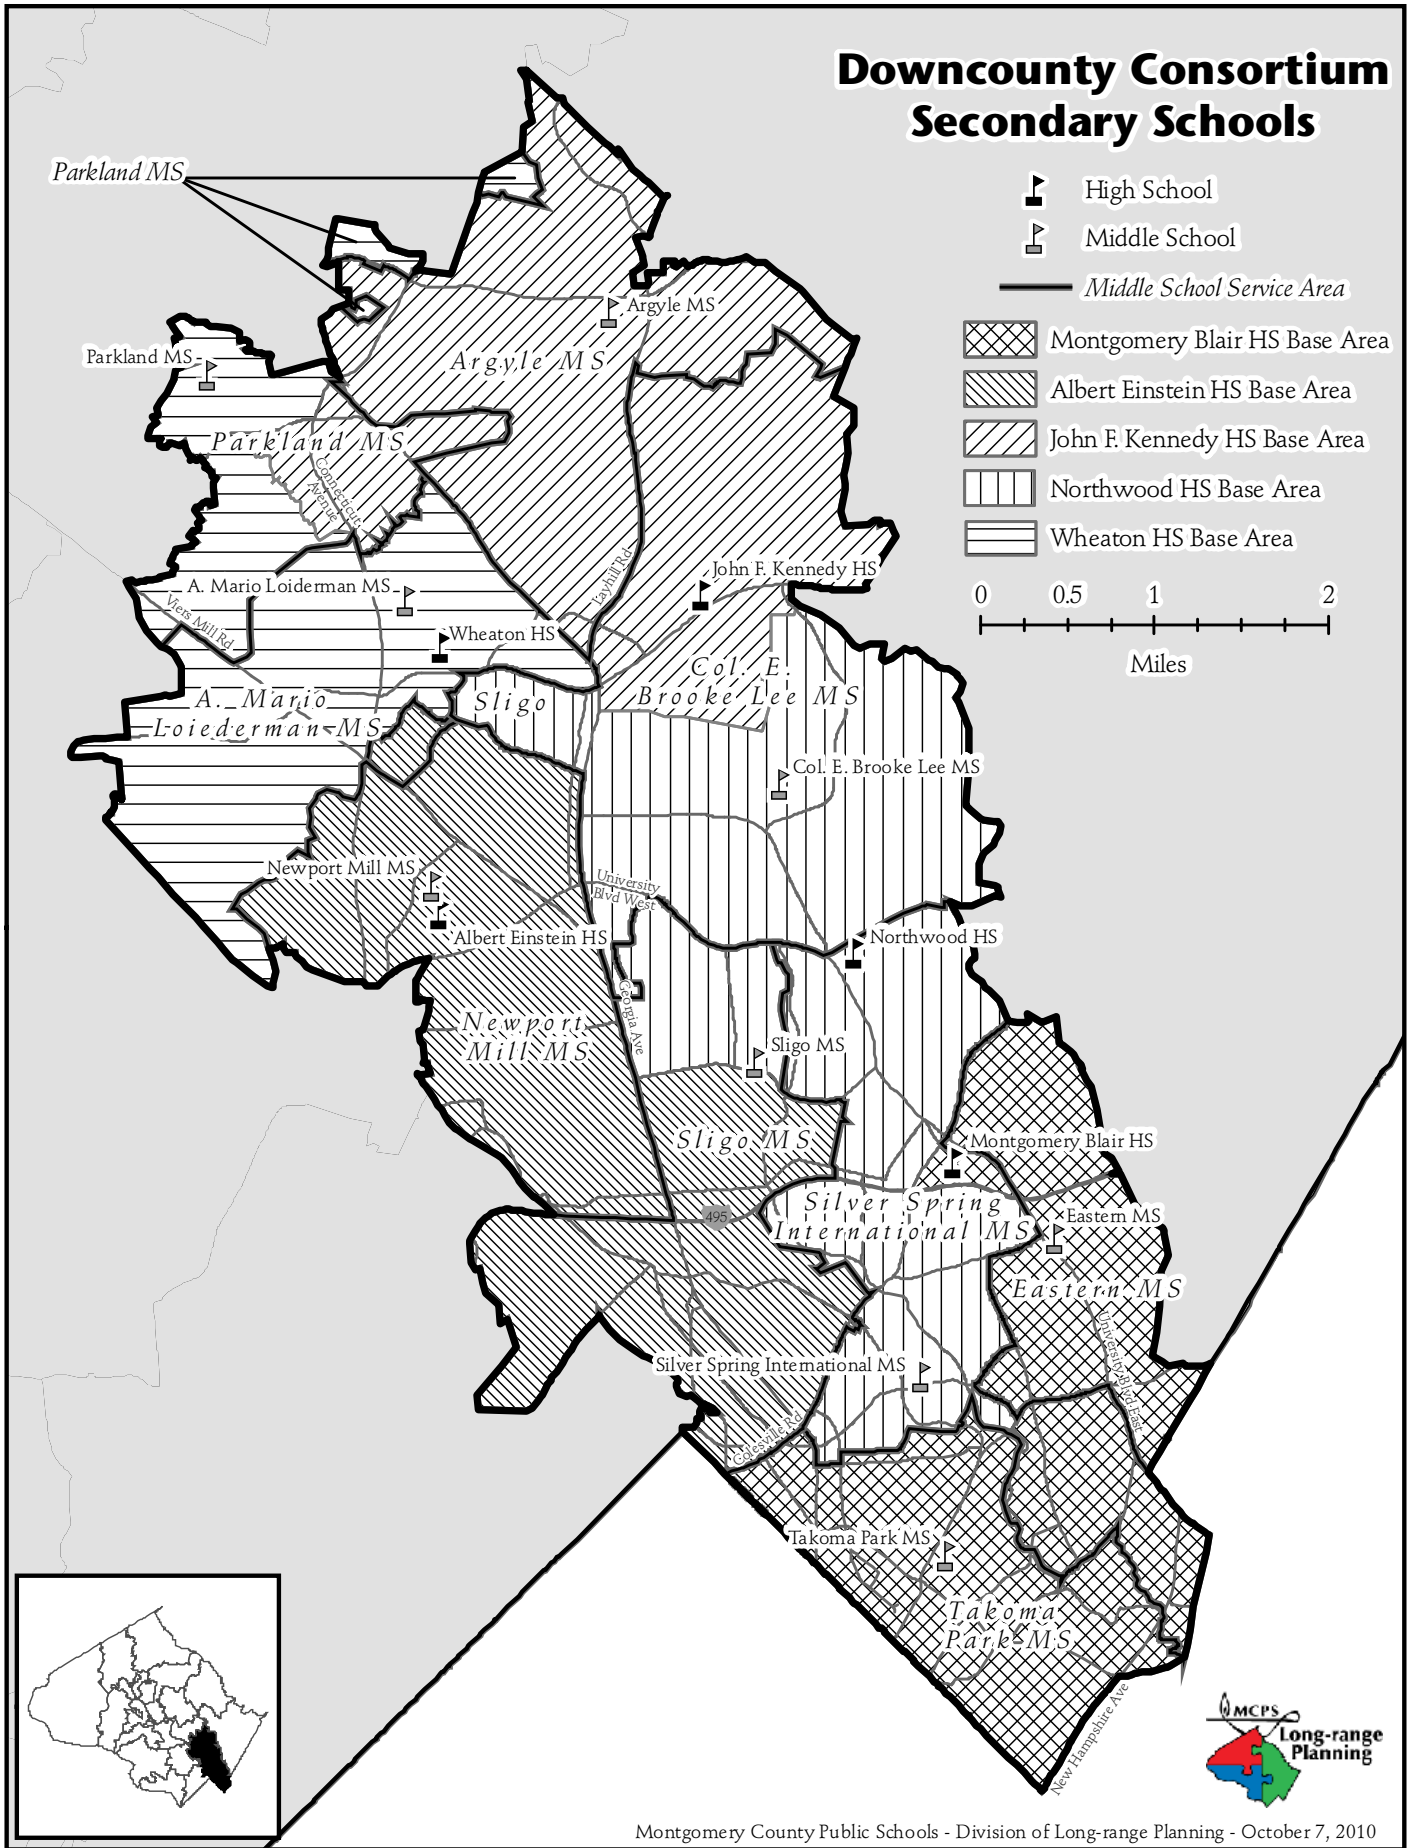 Downcounty Consortium
Secondary Schools
High School
Middle School
Middle School Service Area
Montgomery Blair HS Base Area
Albert Einstein HS Base Area
John F. Kennedy HS Base Area
Northwood HS Base Area
Wheaton HS Base Area
0 0.5 1 2
Miles
Parkland MS
Argyle MS
Parkland MS
Argyle MS
Parkland MS
Connecticut
Avenue
Layhill Rd
John F. Kennedy HS
A. Mario Loiderman MS
Viers Mill Rd
Wheaton HS
Col. E.
Brooke Lee MS
Sligo
A. Mario
Loiederman MS
Col. E. Brooke Lee MS
Newport Mill MS
University
Blvd West
Albert Einstein HS
Northwood HS
Georgia Ave
Newport
Mill MS
Sligo MS
Sligo MS
Montgomery Blair HS
Silver Spring
International MS
495
Eastern MS
Eastern MS
University Blvd East
Silver Spring International MS
Colesville Rd
Takoma Park MS
Takoma
Park MS
New Hampshire Ave
MCPS
Long-range
Planning
Montgomery County Public Schools - Division of Long-range Planning - October 7, 2010